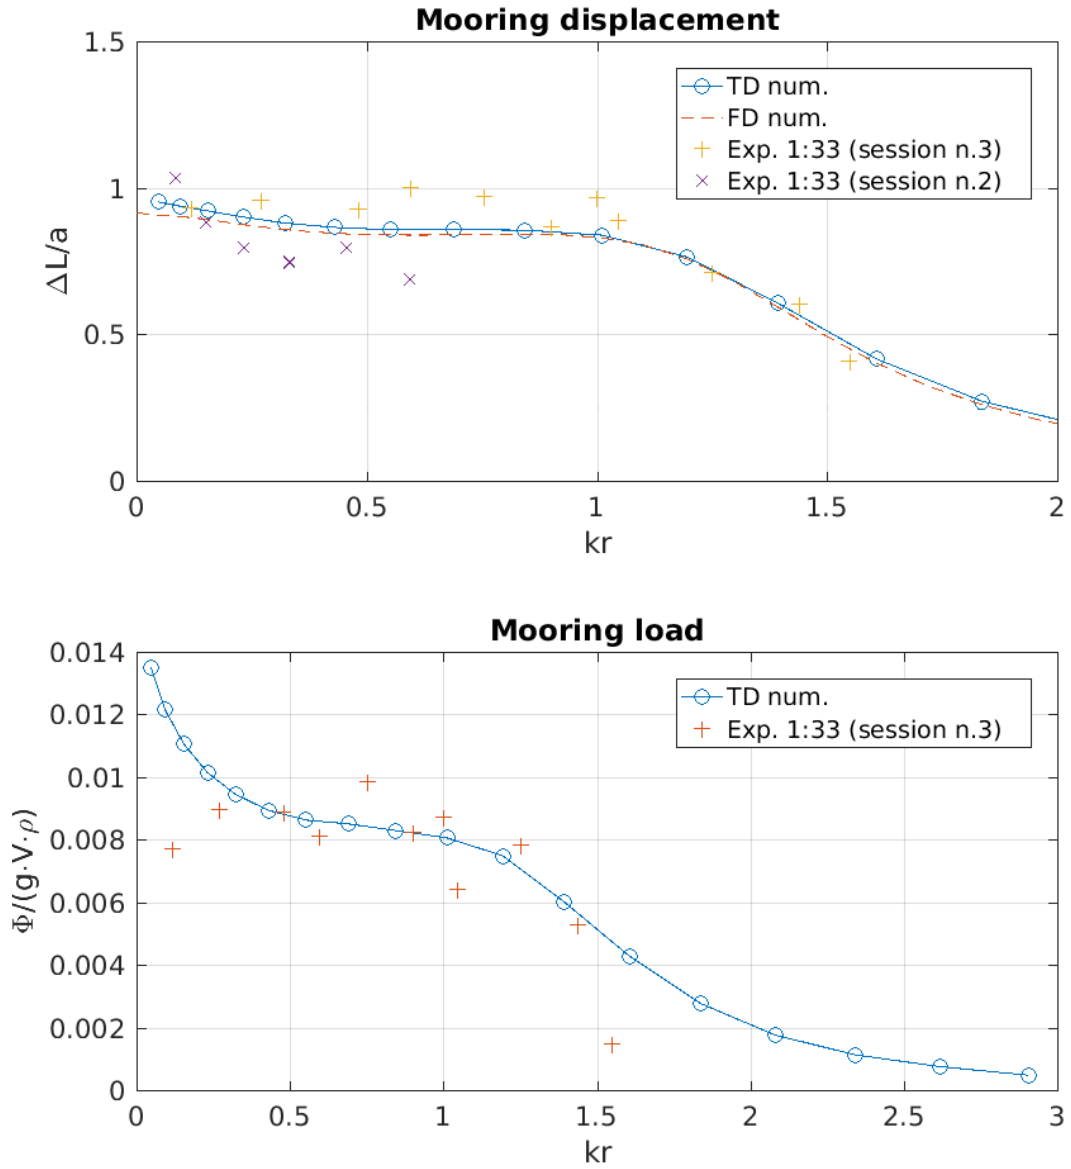 Mooring displacement
1.5
1
0.5
0
ΔL/a
TD num.
FD num.
Exp. 1:33 (session n.3)
Exp. 1:33 (session n.2)
0 0.5 1 1.5 2
kr
Mooring load
0.014
0.012
0.01
0.008
0.006
0.004
0.002
0
Φ/(g·V·ρ)
TD num.
Exp. 1:33 (session n.3)
0 0.5 1 1.5 2 2.5 3
kr